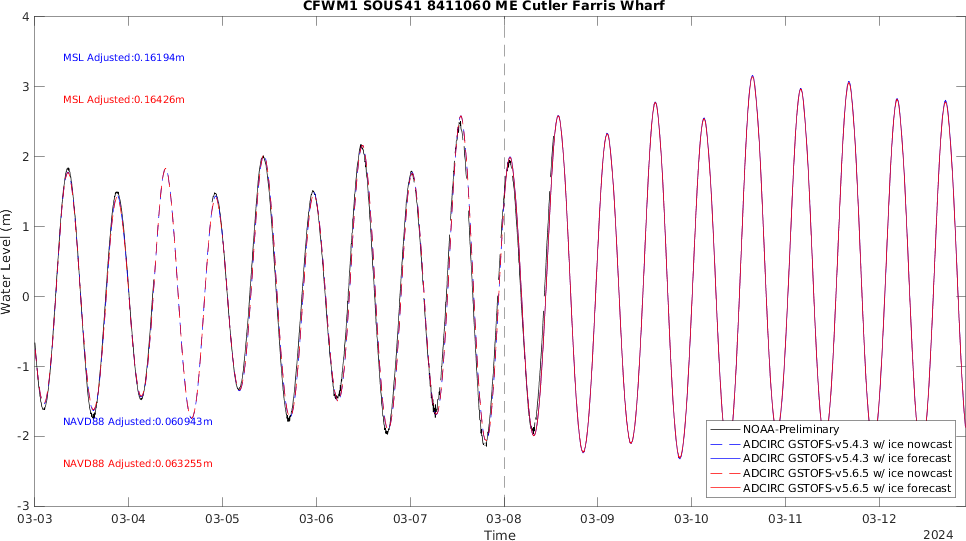 CFWM1 SOUS41 8411060 ME Cutler Farris Wharf
4
3
2
1
0
-1
-2
-3
Water Level (m)
MSL Adjusted:0.16194m
MSL Adjusted:0.16426m
NAVD88 Adjusted:0.060943m
NAVD88 Adjusted:0.063255m
NOAA-Preliminary
ADCIRC GSTOFS-v5.4.3 w/ ice nowcast
ADCIRC GSTOFS-v5.4.3 w/ ice forecast
ADCIRC GSTOFS-v5.6.5 w/ ice nowcast
ADCIRC GSTOFS-v5.6.5 w/ ice forecast
03-03 03-04 03-05 03-06 03-07 03-08 03-09 03-10 03-11 03-12
Time
2024